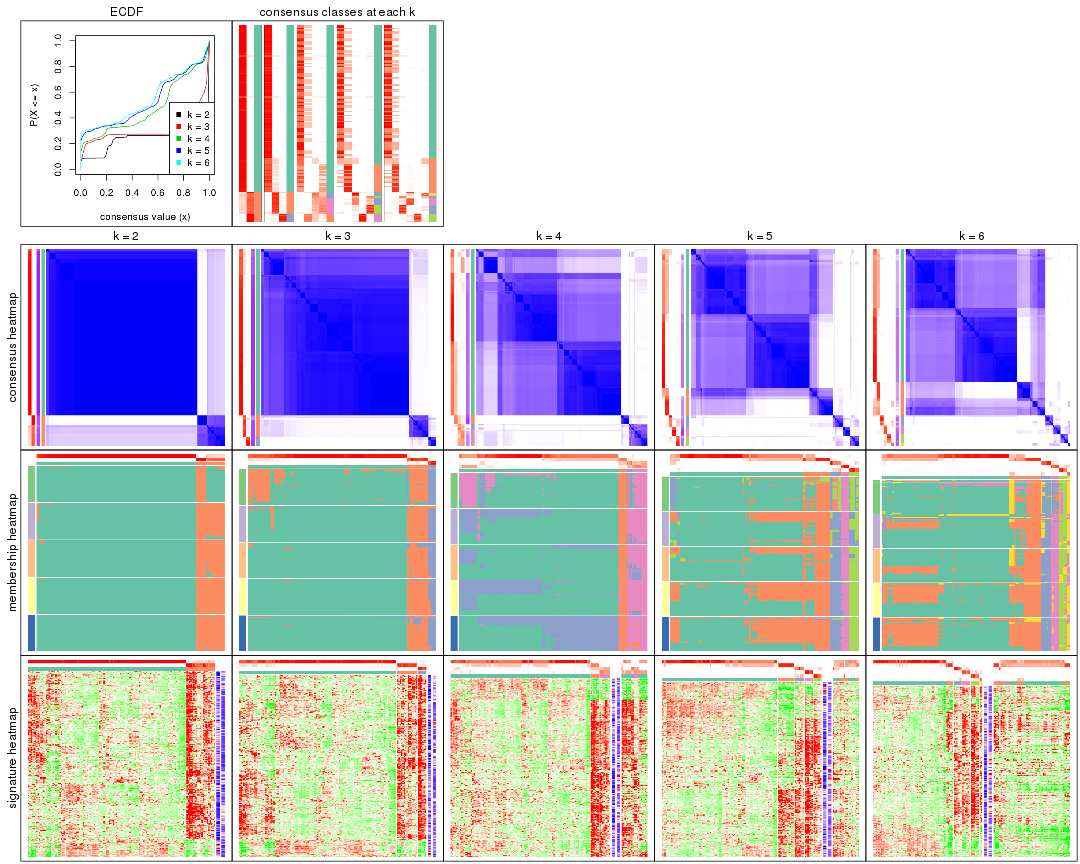 ECDF
consensus classes at each k
P(X <= x)
0.0 0.2 0.4 0.6 0.8 1.0
k = 2
k = 3
k = 4
k = 5
k = 6
0.0 0.2 0.4 0.6 0.8 1.0
consensus value (x)
k = 2
k = 3
k = 4
k = 5
k = 6
consensus heatmap
membership heatmap
signature heatmap